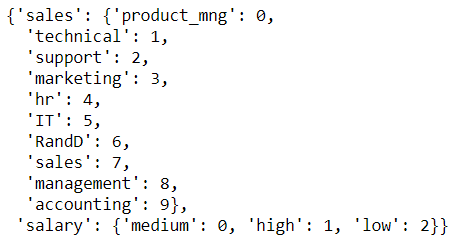 {'sales': {'product_mng': 0,
  'technical': 1,
  'support': 2,
  'marketing': 3,
  'hr': 4,
  'IT': 5,
  'RandD': 6,
  'sales': 7,
  'management': 8,
  'accounting': 9},
 'salary': {'medium': 0, 'high': 1, 'low': 2}}